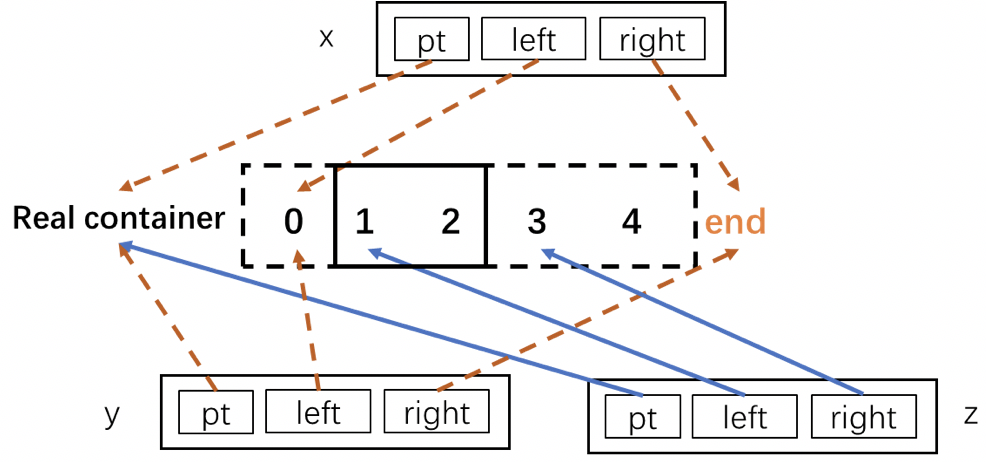 x pt left right
Real container 0 1 2 3 4 end
y pt left right
pt left right z